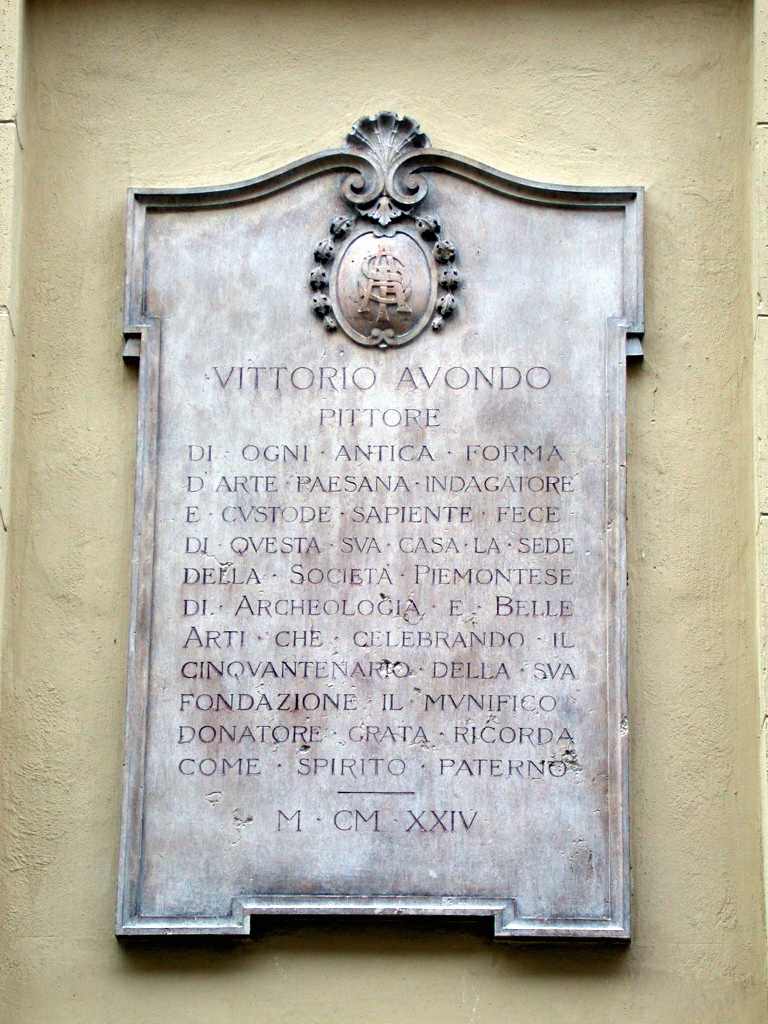 VITTORIO AVONDO
PITTORE
DI · OGNI · ANTICA · FORMA
D'ARTE · PAESANA · INDAGATORE
E · CVSTODE · SAPIENTE · FECE
DI · QVESTA · SVA · CASA · LA · SEDE
DELLA · SOCIETÀ · PIEMONTESE
DI · ARCHEOLOGIA · E · BELLE
ARTI · CHE · CELEBRANDO · IL
CINQVANTENARIO · DELLA · SVA
FONDAZIONE · IL · MVNIFICO
DONATORE · GRATA · RICORDA
COME · SPIRITO · PATERNO
M · CM · XXIV